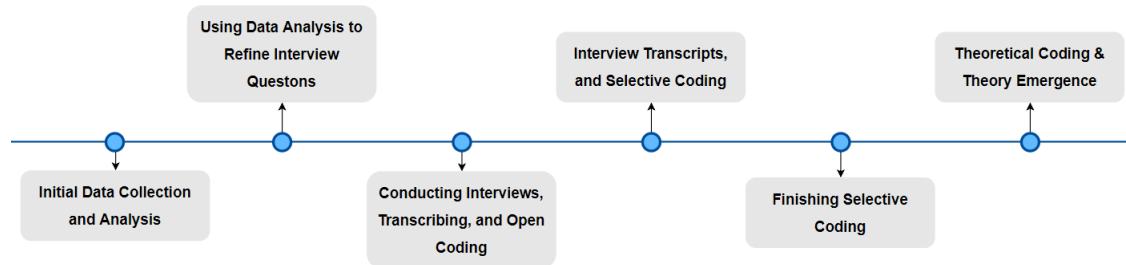 Using Data Analysis to
Refine Interview
Questons
Interview Transcripts,
and Selective Coding
Theoretical Coding &
Theory Emergence
Initial Data Collection
and Analysis
Conducting Interviews,
Transcribing, and Open
Coding
Finishing Selective
Coding